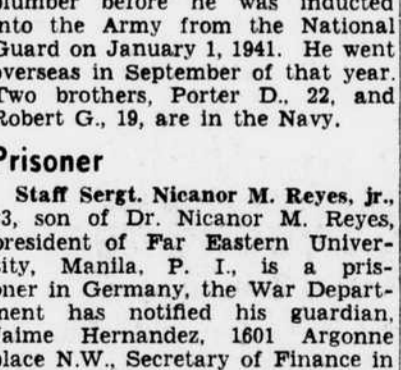 plumber before he was inducted
into the Army from the National
Guard on January 1, 1941. He went
overseas in September of that year.
Two brothers, Porter D., 22, and
Robert G., 19, are in the Navy.
Prisoner
Staff Sergt. Nicanor M. Reyes, jr.,
3, son of Dr. Nicanor M. Reyes,
president of Far Eastern Univer-
sity, Manila, P. I., is a pris-
oner in Germany, the War Depart-
ment has notified his guardian,
Jaime Hernandez, 1601 Argonne
place N.W., Secretary of Finance in